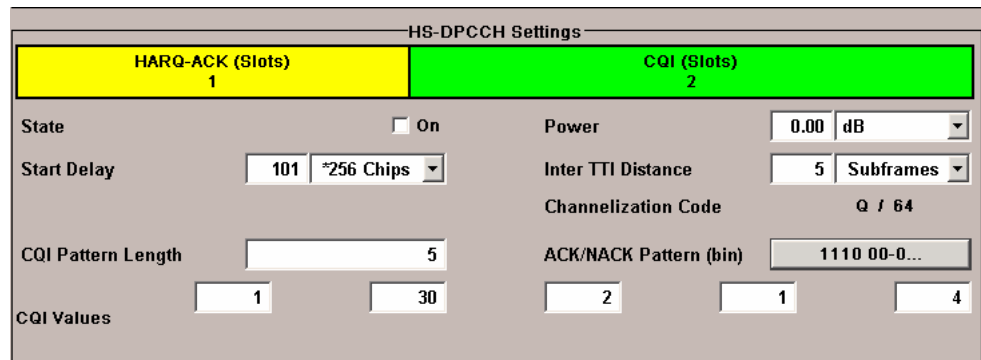 HS-DPCCH Settings
HARQ-ACK (Slots)
1
CQI (Slots)
2
State On Power 0.00 dB
Start Delay 101 *256 Chips Inter TTI Distance 5 Subframes
Channelization Code Q / 64
CQI Pattern Length 5 ACK/NACK Pattern (bin) 1110 00-0...
1 30 2 1 4
CQI Values